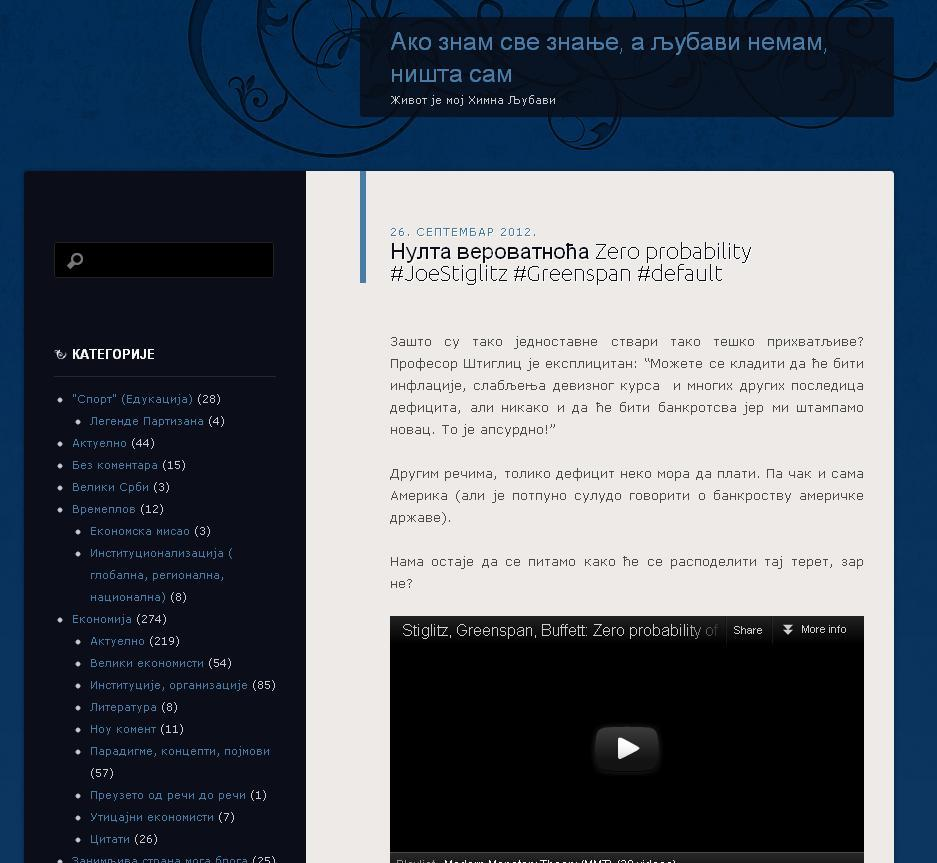 Ако знам све знање, а љубави немам,
ништа сам
Живот је мој Химна Љубави
КАТЕГОРИЈЕ
"Спорт" (Едукација) (28)
Легенде Партизана (4)
Актуелно (44)
Без коментара (15)
Велики Срби (3)
Времеплов (12)
Економска мисао (3)
Институционализација (
глобална, регионална,
национална) (8)
Економија (274)
Актуелно (219)
Велики економисти (54)
Институције, организације (85)
Литература (8)
Ноу комент (11)
Парадигме, концепти, појмови
(57)
Преузето од речи до речи (1)
Утицајни економисти (7)
Цитати (26)
Занимљива страна мога блога (25)
26. СЕПТЕМБАР 2012.
Нулта вероватноћа Zero probability
#JoeStiglitz #Greenspan #default
Зашто су тако једноставне ствари тако тешко прихватљиве?
Професор Штиглиц је експлицитан: “Можете се кладити да ће бити
инфлације, слабљења девизног курса и многих других последица
дефицита, али никако и да ће бити банкротсва јер ми штампамо
новац. То је апсурдно!”
Другим речима, толико дефицит неко мора да плати. Па чак и сама
Америка (али је потпуно сулудо говорити о банкроству америчке
државе).
Нама остаје да се питамо како ће се расподелити тај терет, зар
не?
Stiglitz, Greenspan, Buffett: Zero probability of
Share
More info
Playlist Modern Monetary Theory (MMT) (20 videos)